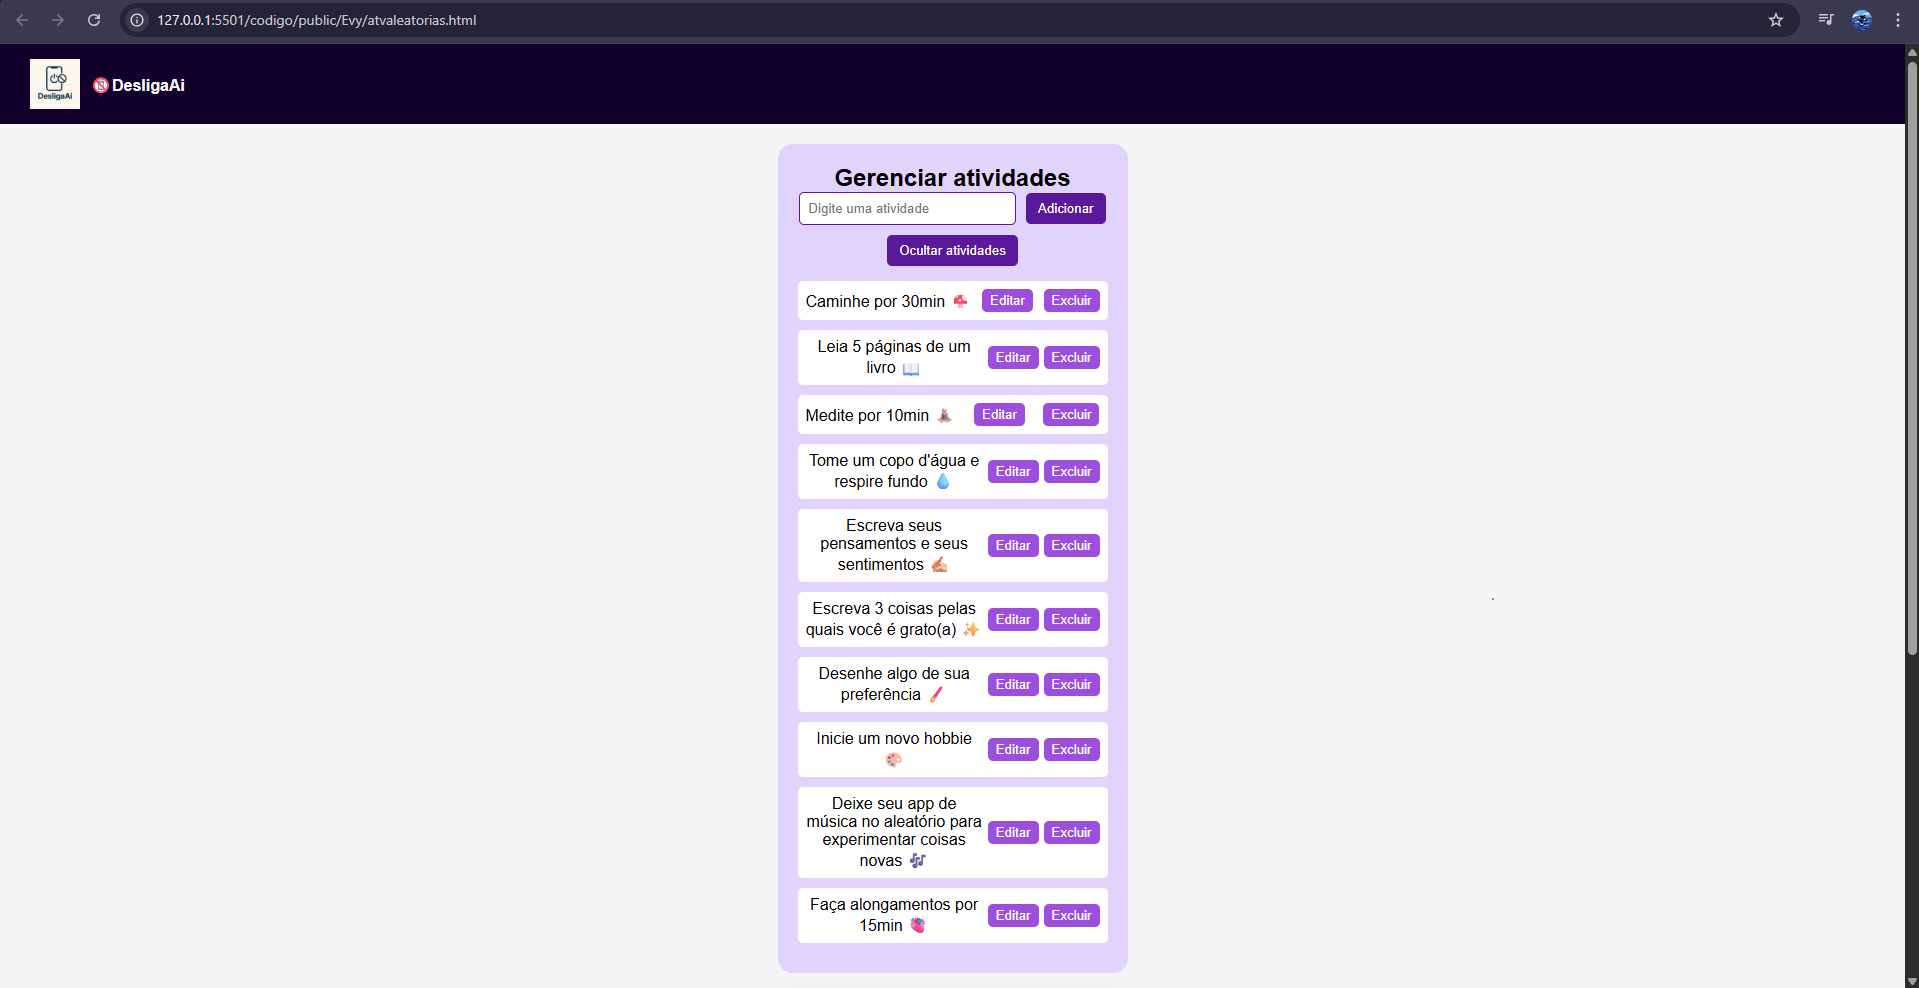 127.0.0.1:5501/codigo/public/Evy/atvaleatorias.html
DesligaAi
DesligaAi
Gerenciar atividades
Digite uma atividade Adicionar
Ocultar atividades
Caminhe por 30min Editar Excluir
Leia 5 páginas de um
livro 📖 Editar Excluir
Medite por 10min Editar Excluir
Tome um copo d'água e
respire fundo 💧 Editar Excluir
Escreva seus
pensamentos e seus
sentimentos ✍🏼 Editar Excluir
Escreva 3 coisas pelas
quais você é grato(a) ✨ Editar Excluir
Desenhe algo de sua
preferência 🖌️ Editar Excluir
Inicie um novo hobbie
🎨 Editar Excluir
Deixe seu app de
música no aleatório para
experimentar coisas
novas 🎶 Editar Excluir
Faça alongamentos por
15min 🫀 Editar Excluir